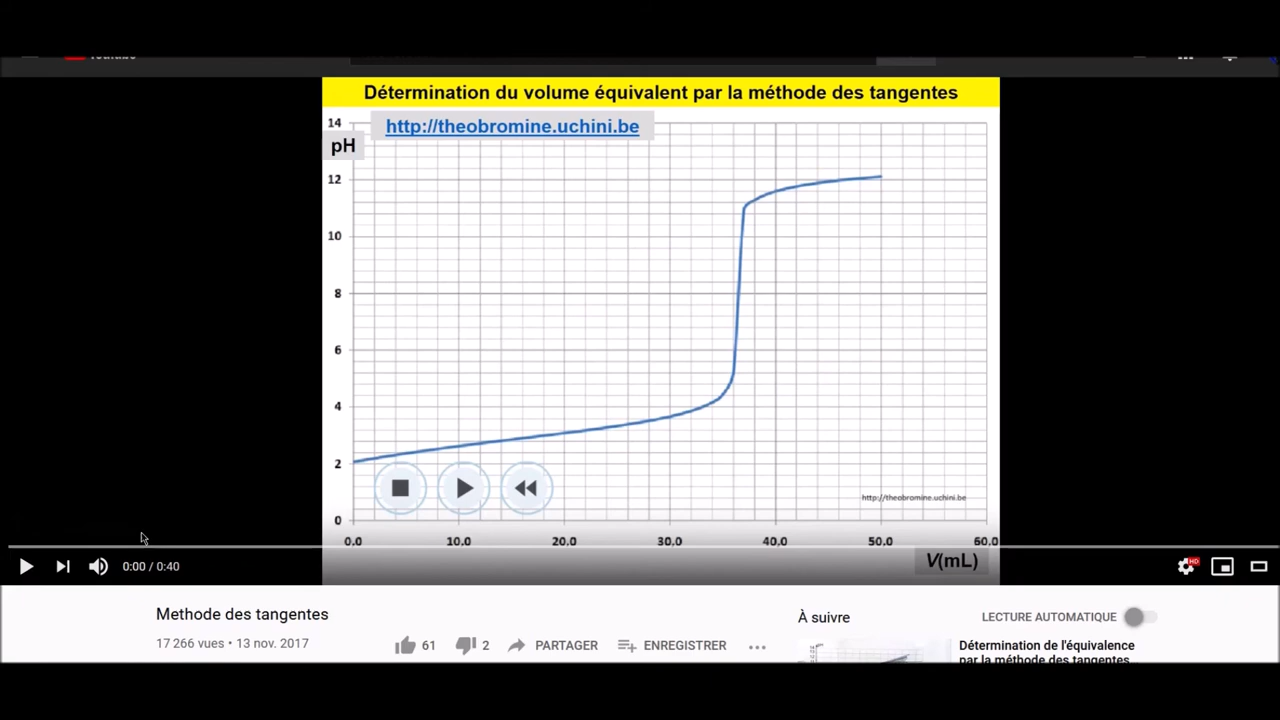 Détermination du volume équivalent par la méthode des tangentes
http://theobromine.uchini.be
14
pH
12
10
8
6
4
2
0
http://theobromine.uchini.be
0,0 10,0 20,0 30,0 40,0 50,0 60,0
V(mL)
0:00 / 0:40
HD
Methode des tangentes
17 266 vues • 13 nov. 2017
61
2
PARTAGER
ENREGISTRER
À suivre
LECTURE AUTOMATIQUE
Détermination de l'équivalence
par la méthode des tangentes...